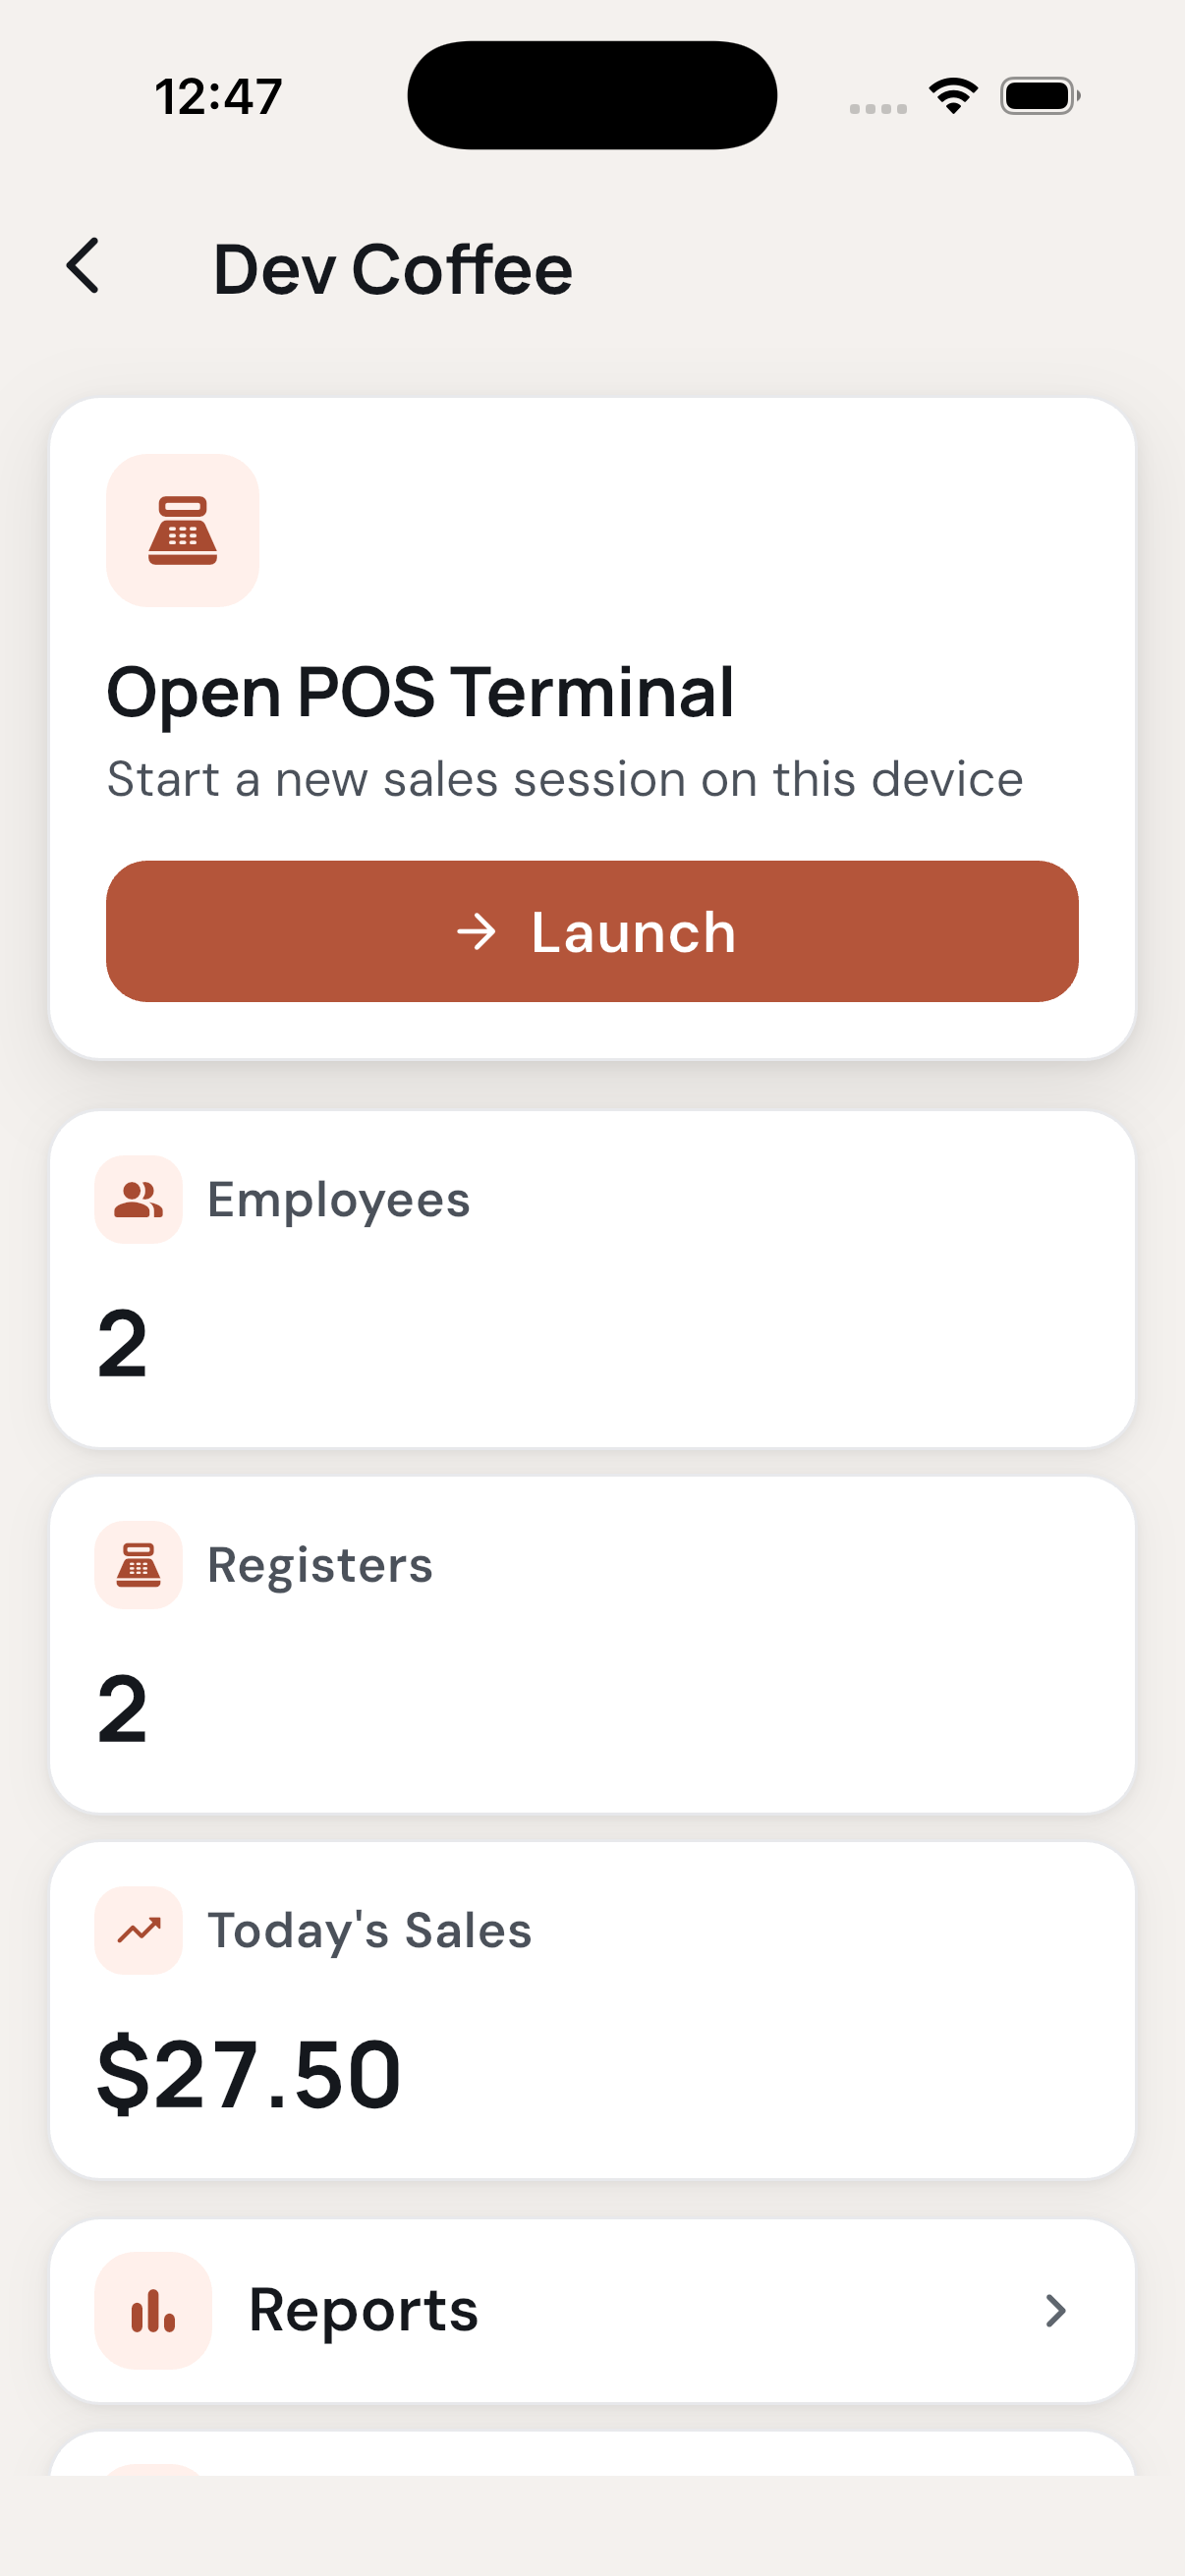 12:47
Dev Coffee
Open POS Terminal
Start a new sales session on this device
Launch
Employees
2
Registers
2
Today's Sales
$27.50
Reports